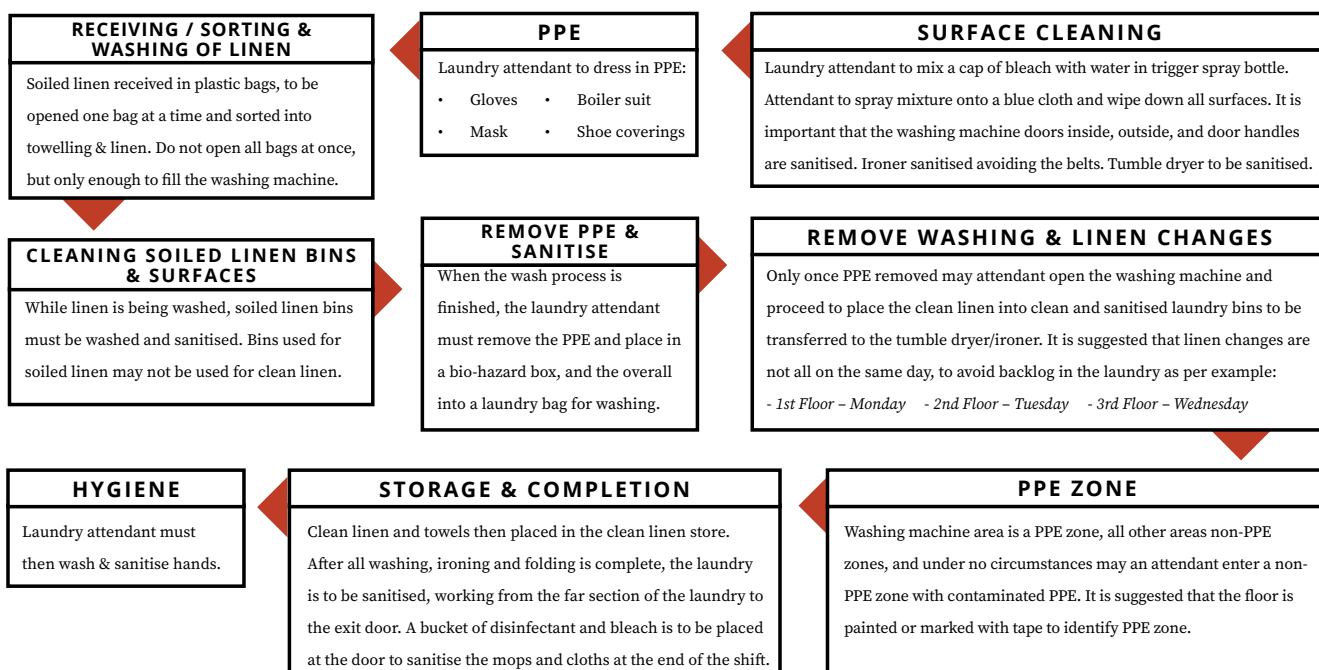 SURFACE CLEANING
Laundry attendant to mix a cap of bleach with water in trigger spray bottle.
Attendant to spray mixture onto a blue cloth and wipe down all surfaces. It is
important that the washing machine doors inside, outside, and door handles
are sanitised. Ironer sanitised avoiding the belts. Tumble dryer to be sanitised.
PPE
Laundry attendant to dress in PPE:
• Gloves • Boiler suit
• Mask • Shoe coverings
RECEIVING / SORTING &
WASHING OF LINEN
Soiled linen received in plastic bags, to be
opened one bag at a time and sorted into
towelling & linen. Do not open all bags at once,
but only enough to fill the washing machine.
CLEANING SOILED LINEN BINS
& SURFACES
While linen is being washed, soiled linen bins
must be washed and sanitised. Bins used for
soiled linen may not be used for clean linen.
REMOVE PPE &
SANITISE
When the wash process is
finished, the laundry attendant
must remove the PPE and place in
a bio-hazard box, and the overall
into a laundry bag for washing.
REMOVE WASHING & LINEN CHANGES
Only once PPE removed may attendant open the washing machine and
proceed to place the clean linen into clean and sanitised laundry bins to be
transferred to the tumble dryer/ironer. It is suggested that linen changes are
not all on the same day, to avoid backlog in the laundry as per example:
- 1st Floor – Monday - 2nd Floor – Tuesday - 3rd Floor – Wednesday
PPE ZONE
Washing machine area is a PPE zone, all other areas non-PPE
zones, and under no circumstances may an attendant enter a non-
PPE zone with contaminated PPE. It is suggested that the floor is
painted or marked with tape to identify PPE zone.
STORAGE & COMPLETION
Clean linen and towels then placed in the clean linen store.
After all washing, ironing and folding is complete, the laundry
is to be sanitised, working from the far section of the laundry to
the exit door. A bucket of disinfectant and bleach is to be placed
at the door to sanitise the mops and cloths at the end of the shift.
HYGIENE
Laundry attendant must
then wash & sanitise hands.